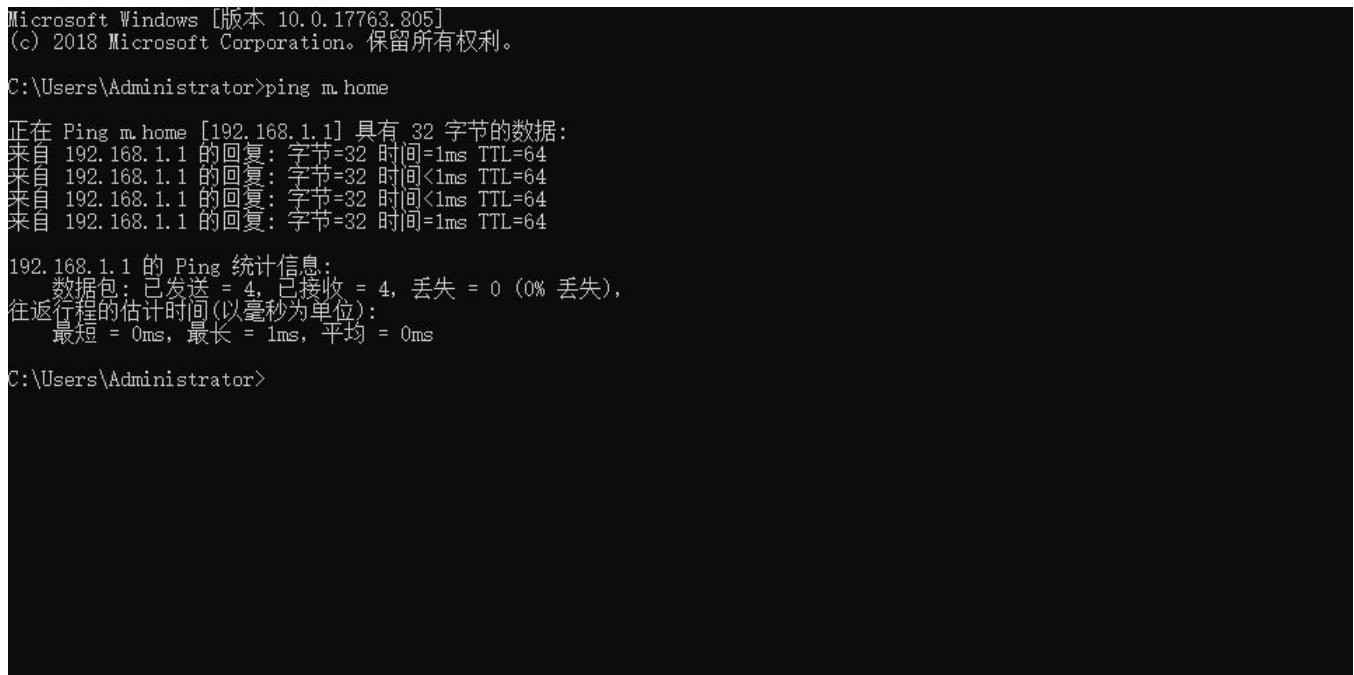 Microsoft Windows [版本 10.0.17763.805]
(c) 2018 Microsoft Corporation。保留所有权利。
C:\Users\Administrator>ping m.home
正在 Ping m.home [192.168.1.1] 具有 32 字节的数据:
来自 192.168.1.1 的回复: 字节=32 时间=1ms TTL=64
来自 192.168.1.1 的回复: 字节=32 时间<1ms TTL=64
来自 192.168.1.1 的回复: 字节=32 时间<1ms TTL=64
来自 192.168.1.1 的回复: 字节=32 时间=1ms TTL=64
192.168.1.1 的 Ping 统计信息:
数据包: 已发送 = 4, 已接收 = 4, 丢失 = 0 (0% 丢失),
往返行程的估计时间(以毫秒为单位):
最短 = 0ms, 最长 = 1ms, 平均 = 0ms
C:\Users\Administrator>